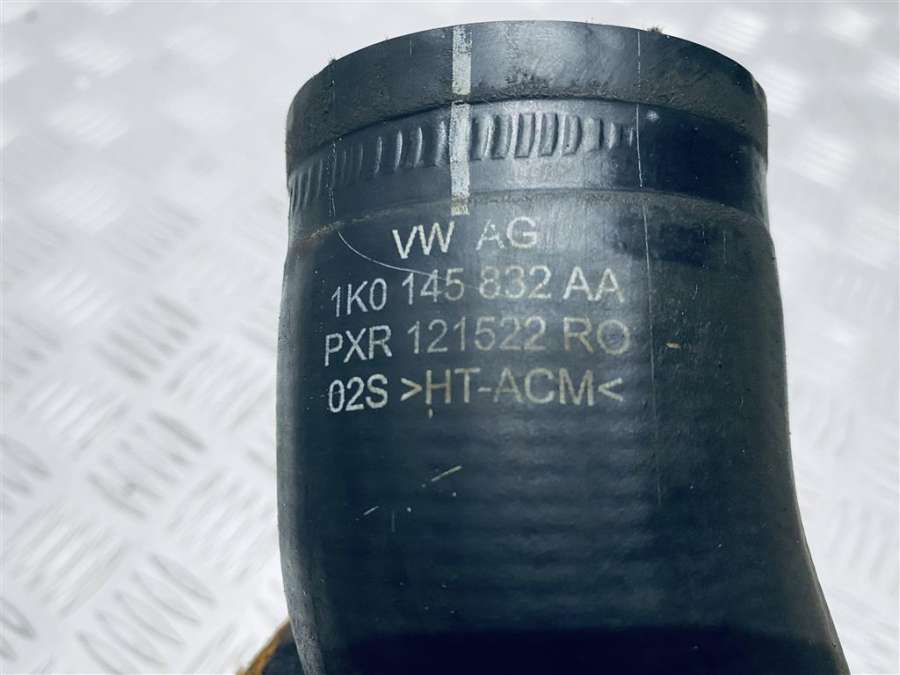 VW AG
1K0 145 832 AA
PXR 121522 RO
02S >HT-ACM<